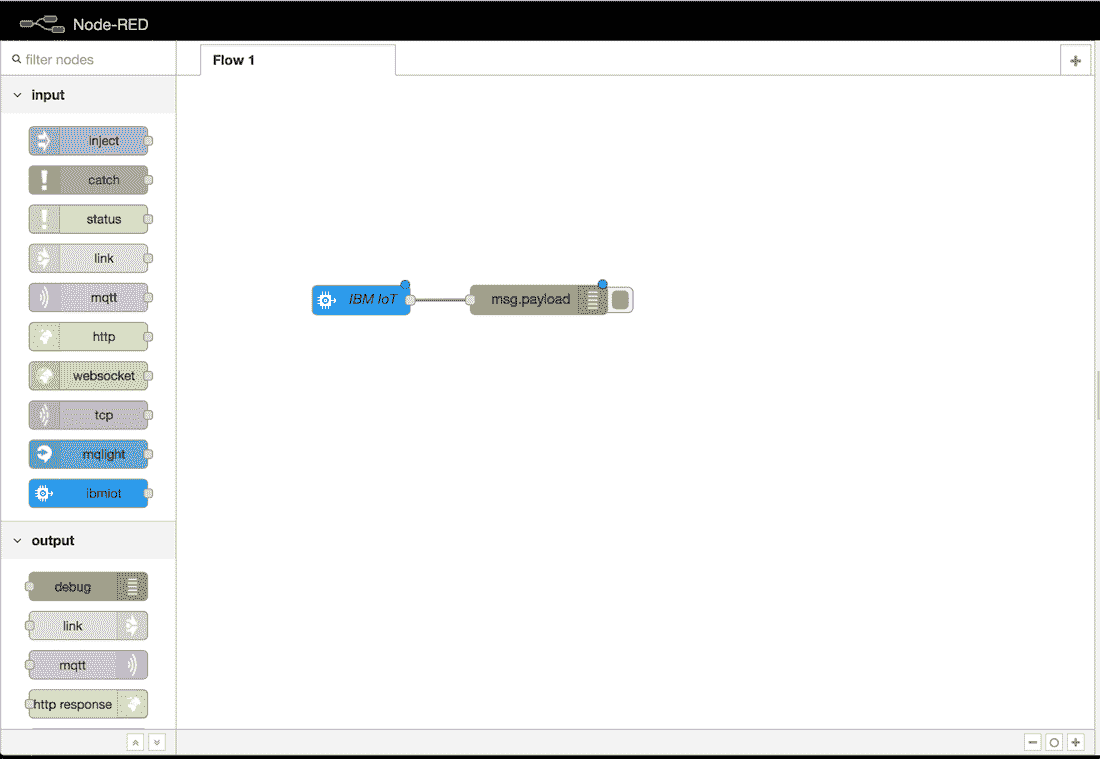 Node-RED
filter nodes
Flow 1
input
inject
catch
status
link
mqtt
http
websocket
tcp
mqlight
ibmiot
IBM IoT
msg.payload
output
debug
link
mqtt
http response